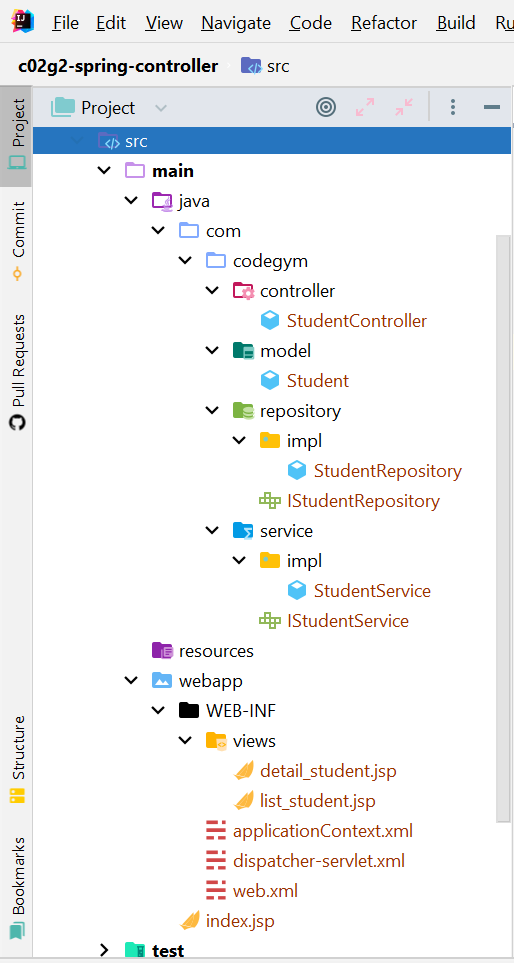 File Edit View Navigate Code Refactor Build
c02g2-spring-controller src
Project
Project
src
main
java
com
codegym
controller
StudentController
model
Student
repository
impl
StudentRepository
IStudentRepository
service
impl
StudentService
IStudentService
resources
webapp
WEB-INF
views
detail_student.jsp
list_student.jsp
applicationContext.xml
dispatcher-servlet.xml
web.xml
index.jsp
test
Commit
Pull Requests
Structure
Bookmarks